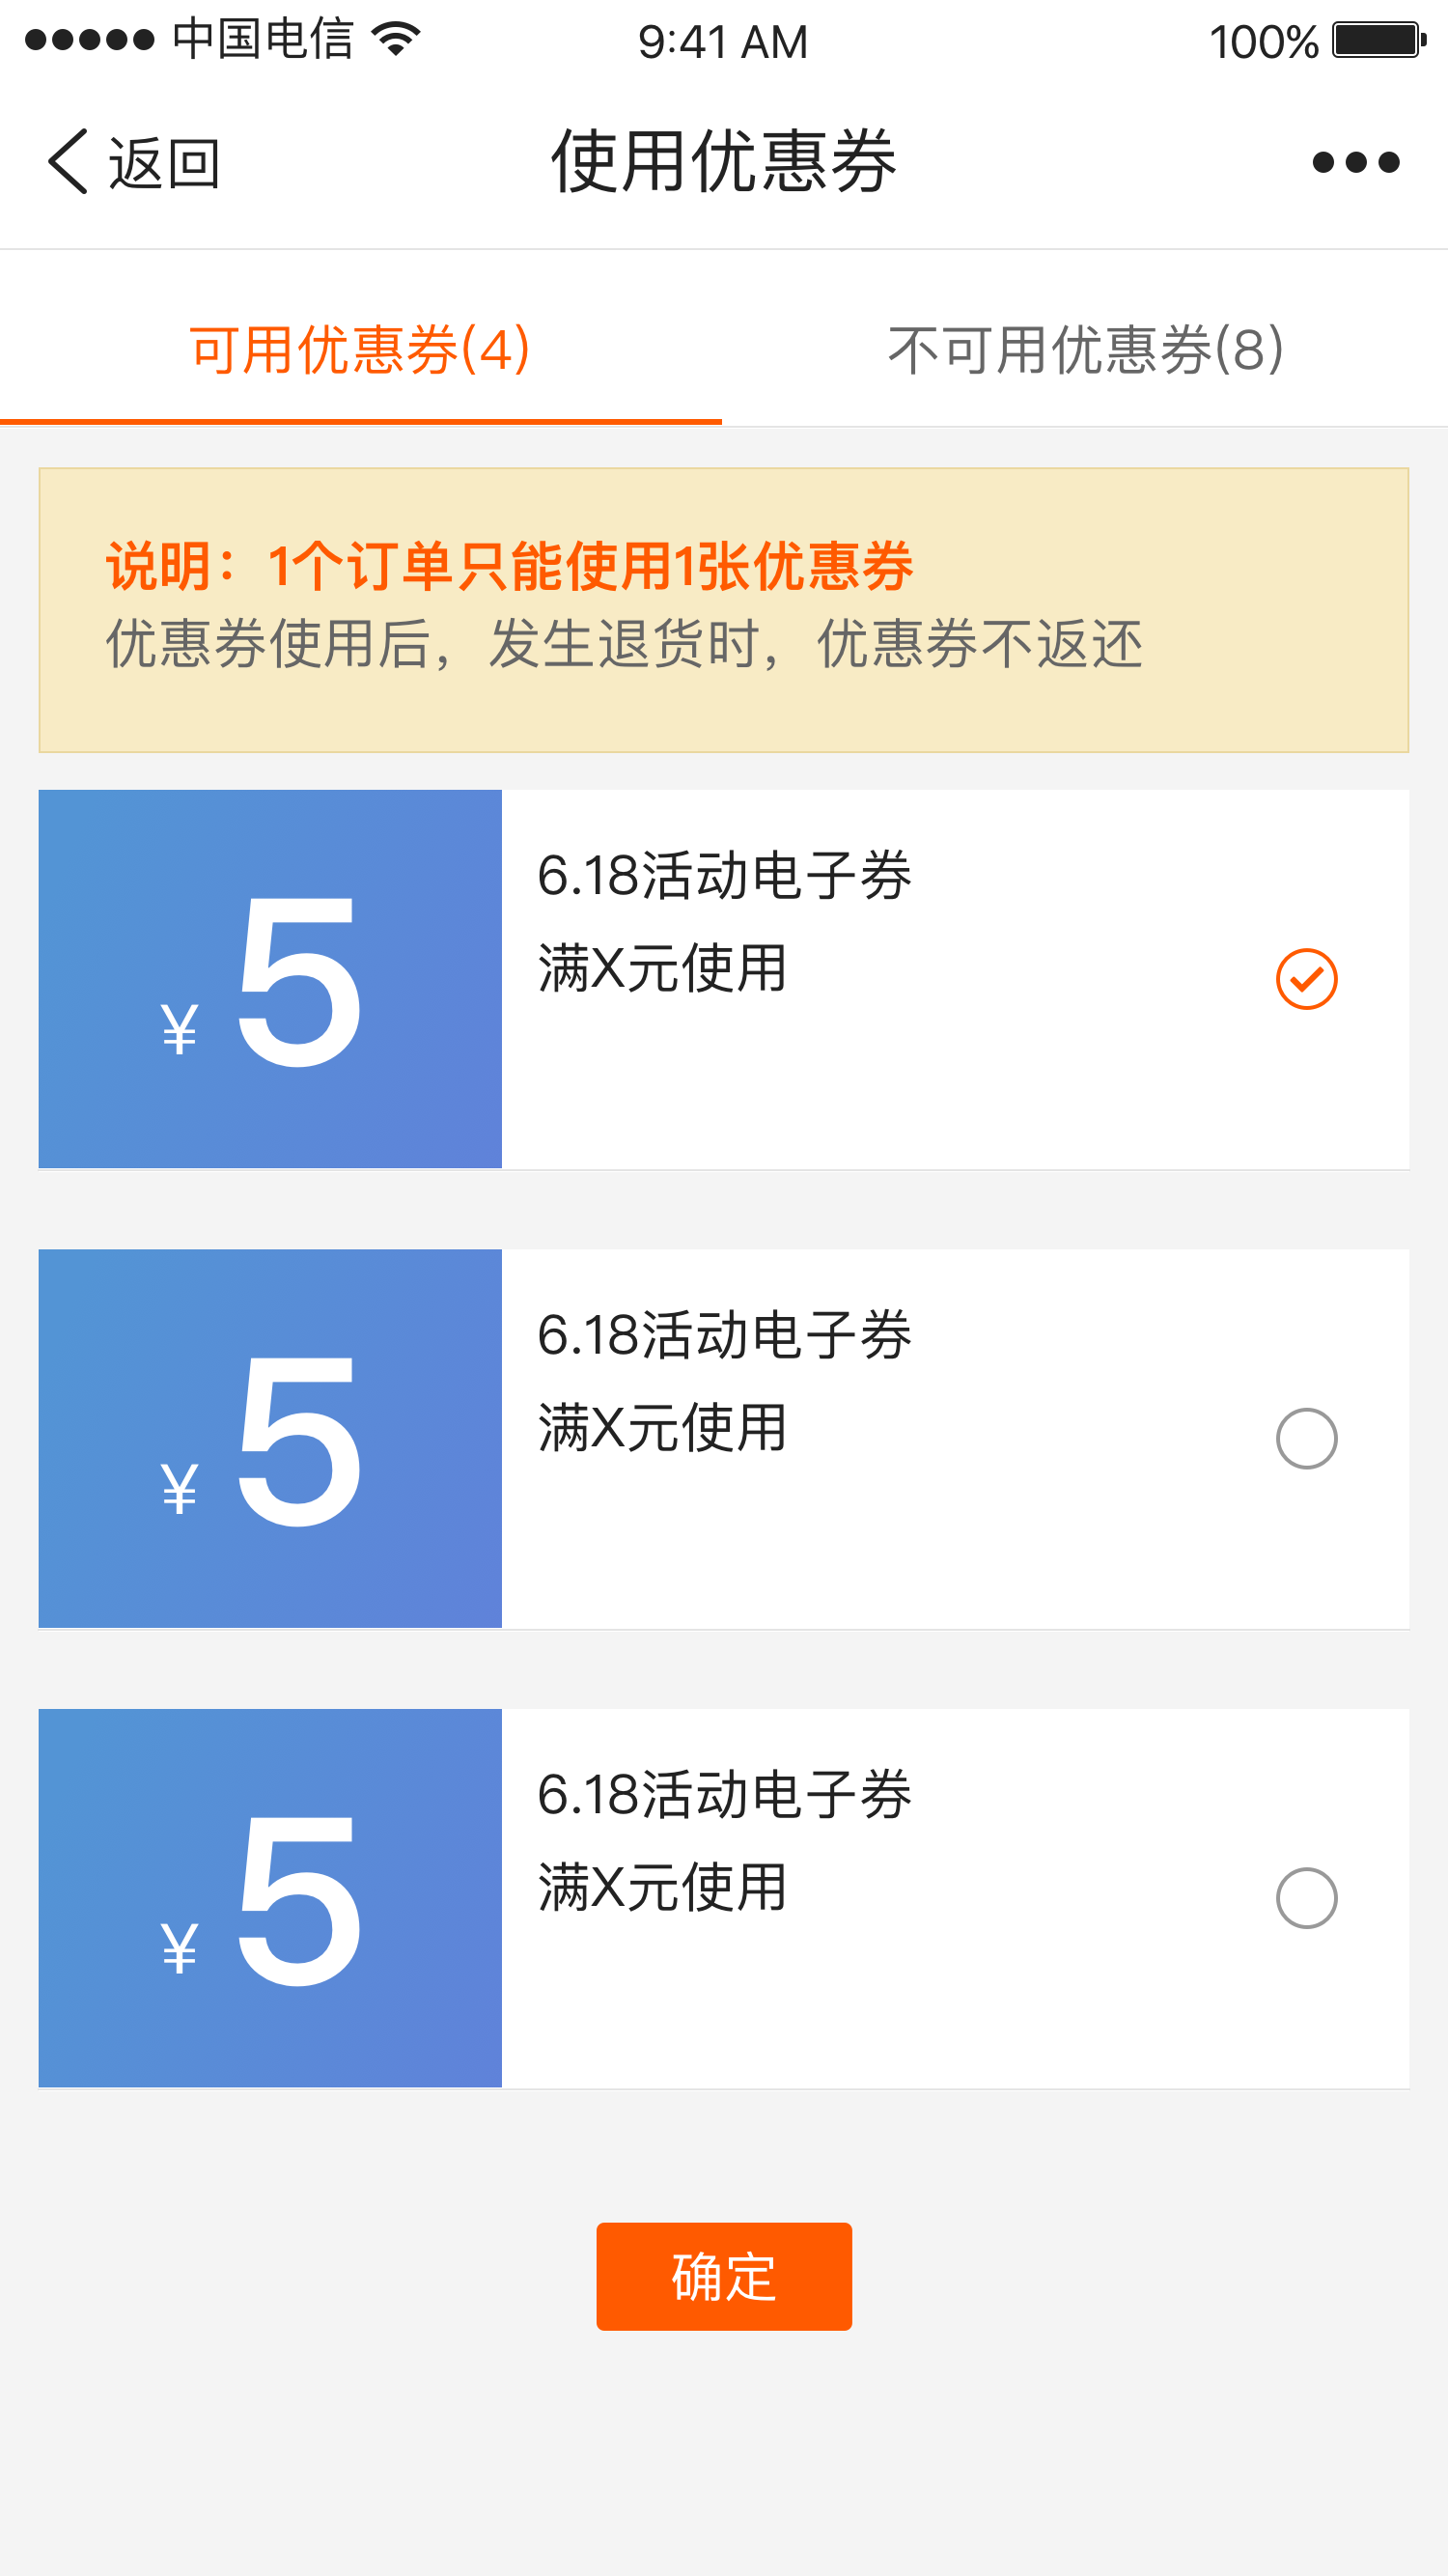 中国电信
9:41 AM
100%
返回
使用优惠券
可用优惠券(4)
不可用优惠券(8)
说明：1个订单只能使用1张优惠券
优惠券使用后，发生退货时，优惠券不返还
¥ 5
6.18活动电子券
满X元使用
¥ 5
6.18活动电子券
满X元使用
¥ 5
6.18活动电子券
满X元使用
确定